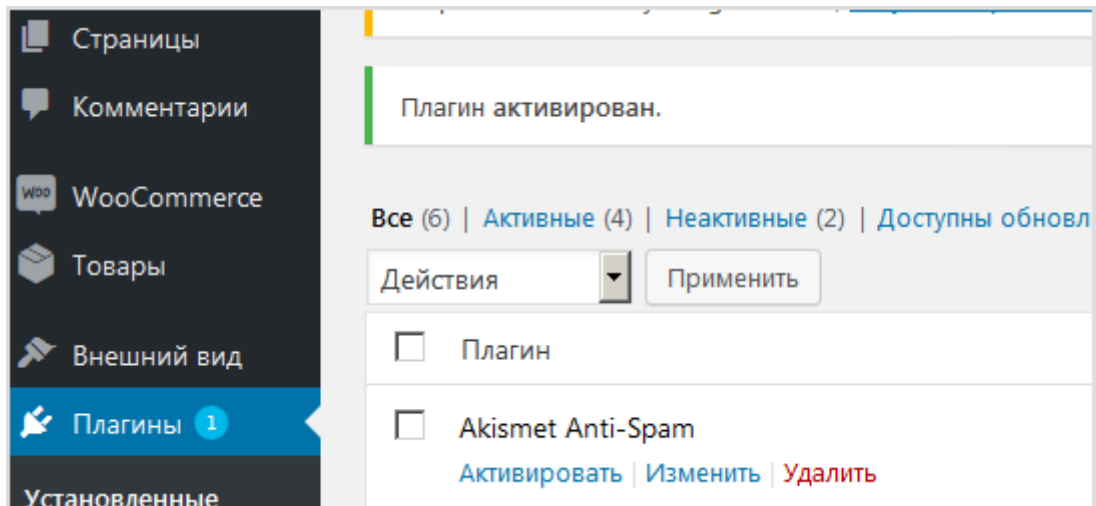 Страницы
Комментарии
WOO WooCommerce
Товары
Внешний вид
Плагины 1
Установленные
Плагин активирован.
Все (6) | Активные (4) | Неактивные (2) | Доступны обновл
Действия Применить
Плагин
Akismet Anti-Spam
Активировать | Изменить | Удалить